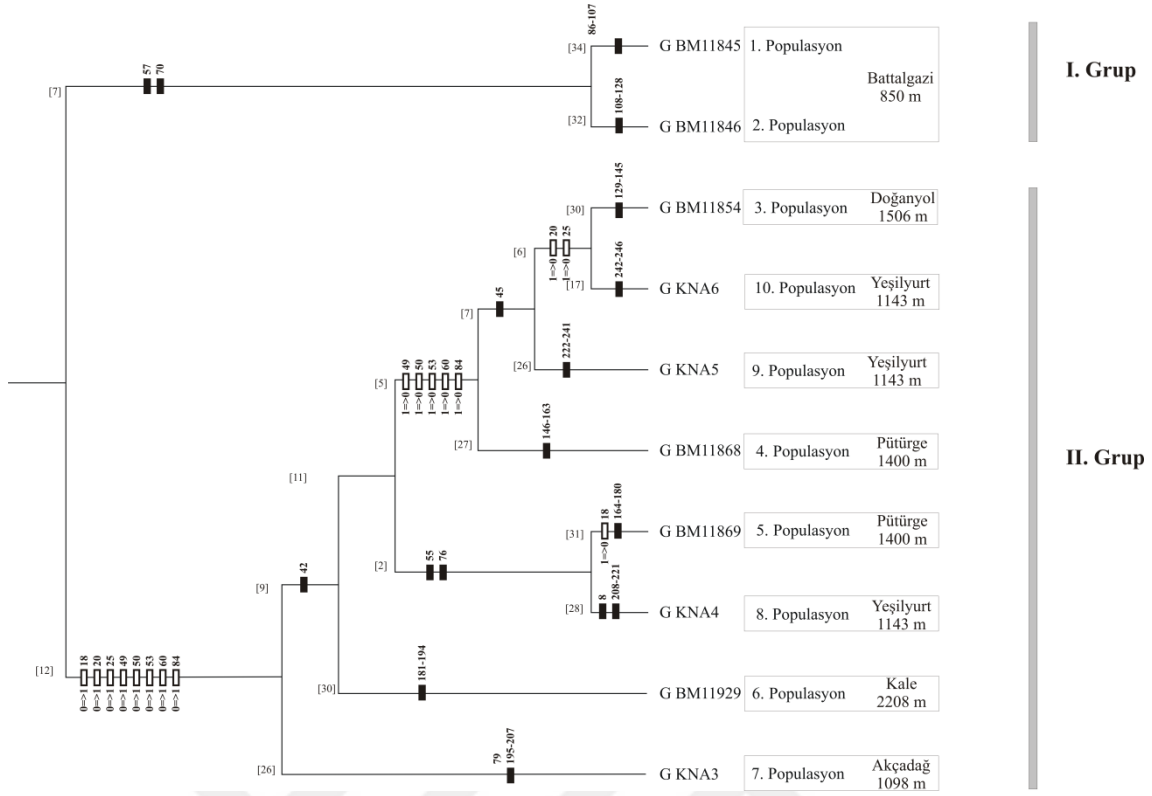 86-107
[34] G BM11845 1. Populasyon
I. Grup
57 70
[7]
Battalgazi
850 m
108-128
[32] G BM11846 2. Populasyon
129-145
[30] G BM11854 3. Populasyon Doğanyol
1506 m
20 25
[6]
1=>0 1=>0
242-246
[17] G KNA6 10. Populasyon Yeşilyurt
1143 m
45
[7]
222-241
[26] G KNA5 9. Populasyon Yeşilyurt
1143 m
49 50 53 60 84
[5]
1=>0 1=>0 1=>0 1=>0 1=>0
146-163
[27] G BM11868 4. Populasyon Pütürge
1400 m
II. Grup
[11]
18 164-180
[31] G BM11869 5. Populasyon Pütürge
1400 m
1=>0
55 76
[2]
8 208-221
[28] G KNA4 8. Populasyon Yeşilyurt
1143 m
42
[9]
18 20 25 49 50 53 60 84
[12]
0=>1 0=>1 0=>1 0=>1 0=>1 0=>1 0=>1 0=>1
181-194
[30] G BM11929 6. Populasyon Kale
2208 m
79
195-207
[26] G KNA3 7. Populasyon Akçadağ
1098 m